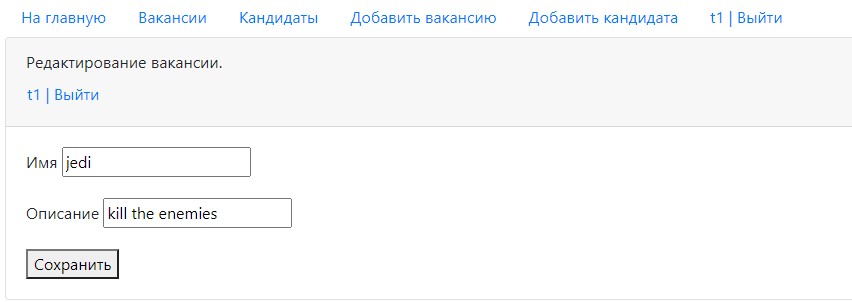 На главную Вакансии Кандидаты Добавить вакансию Добавить кандидата t1 | Выйти
Редактирование вакансии.
t1 | Выйти
Имя jedi
Описание kill the enemies
Сохранить